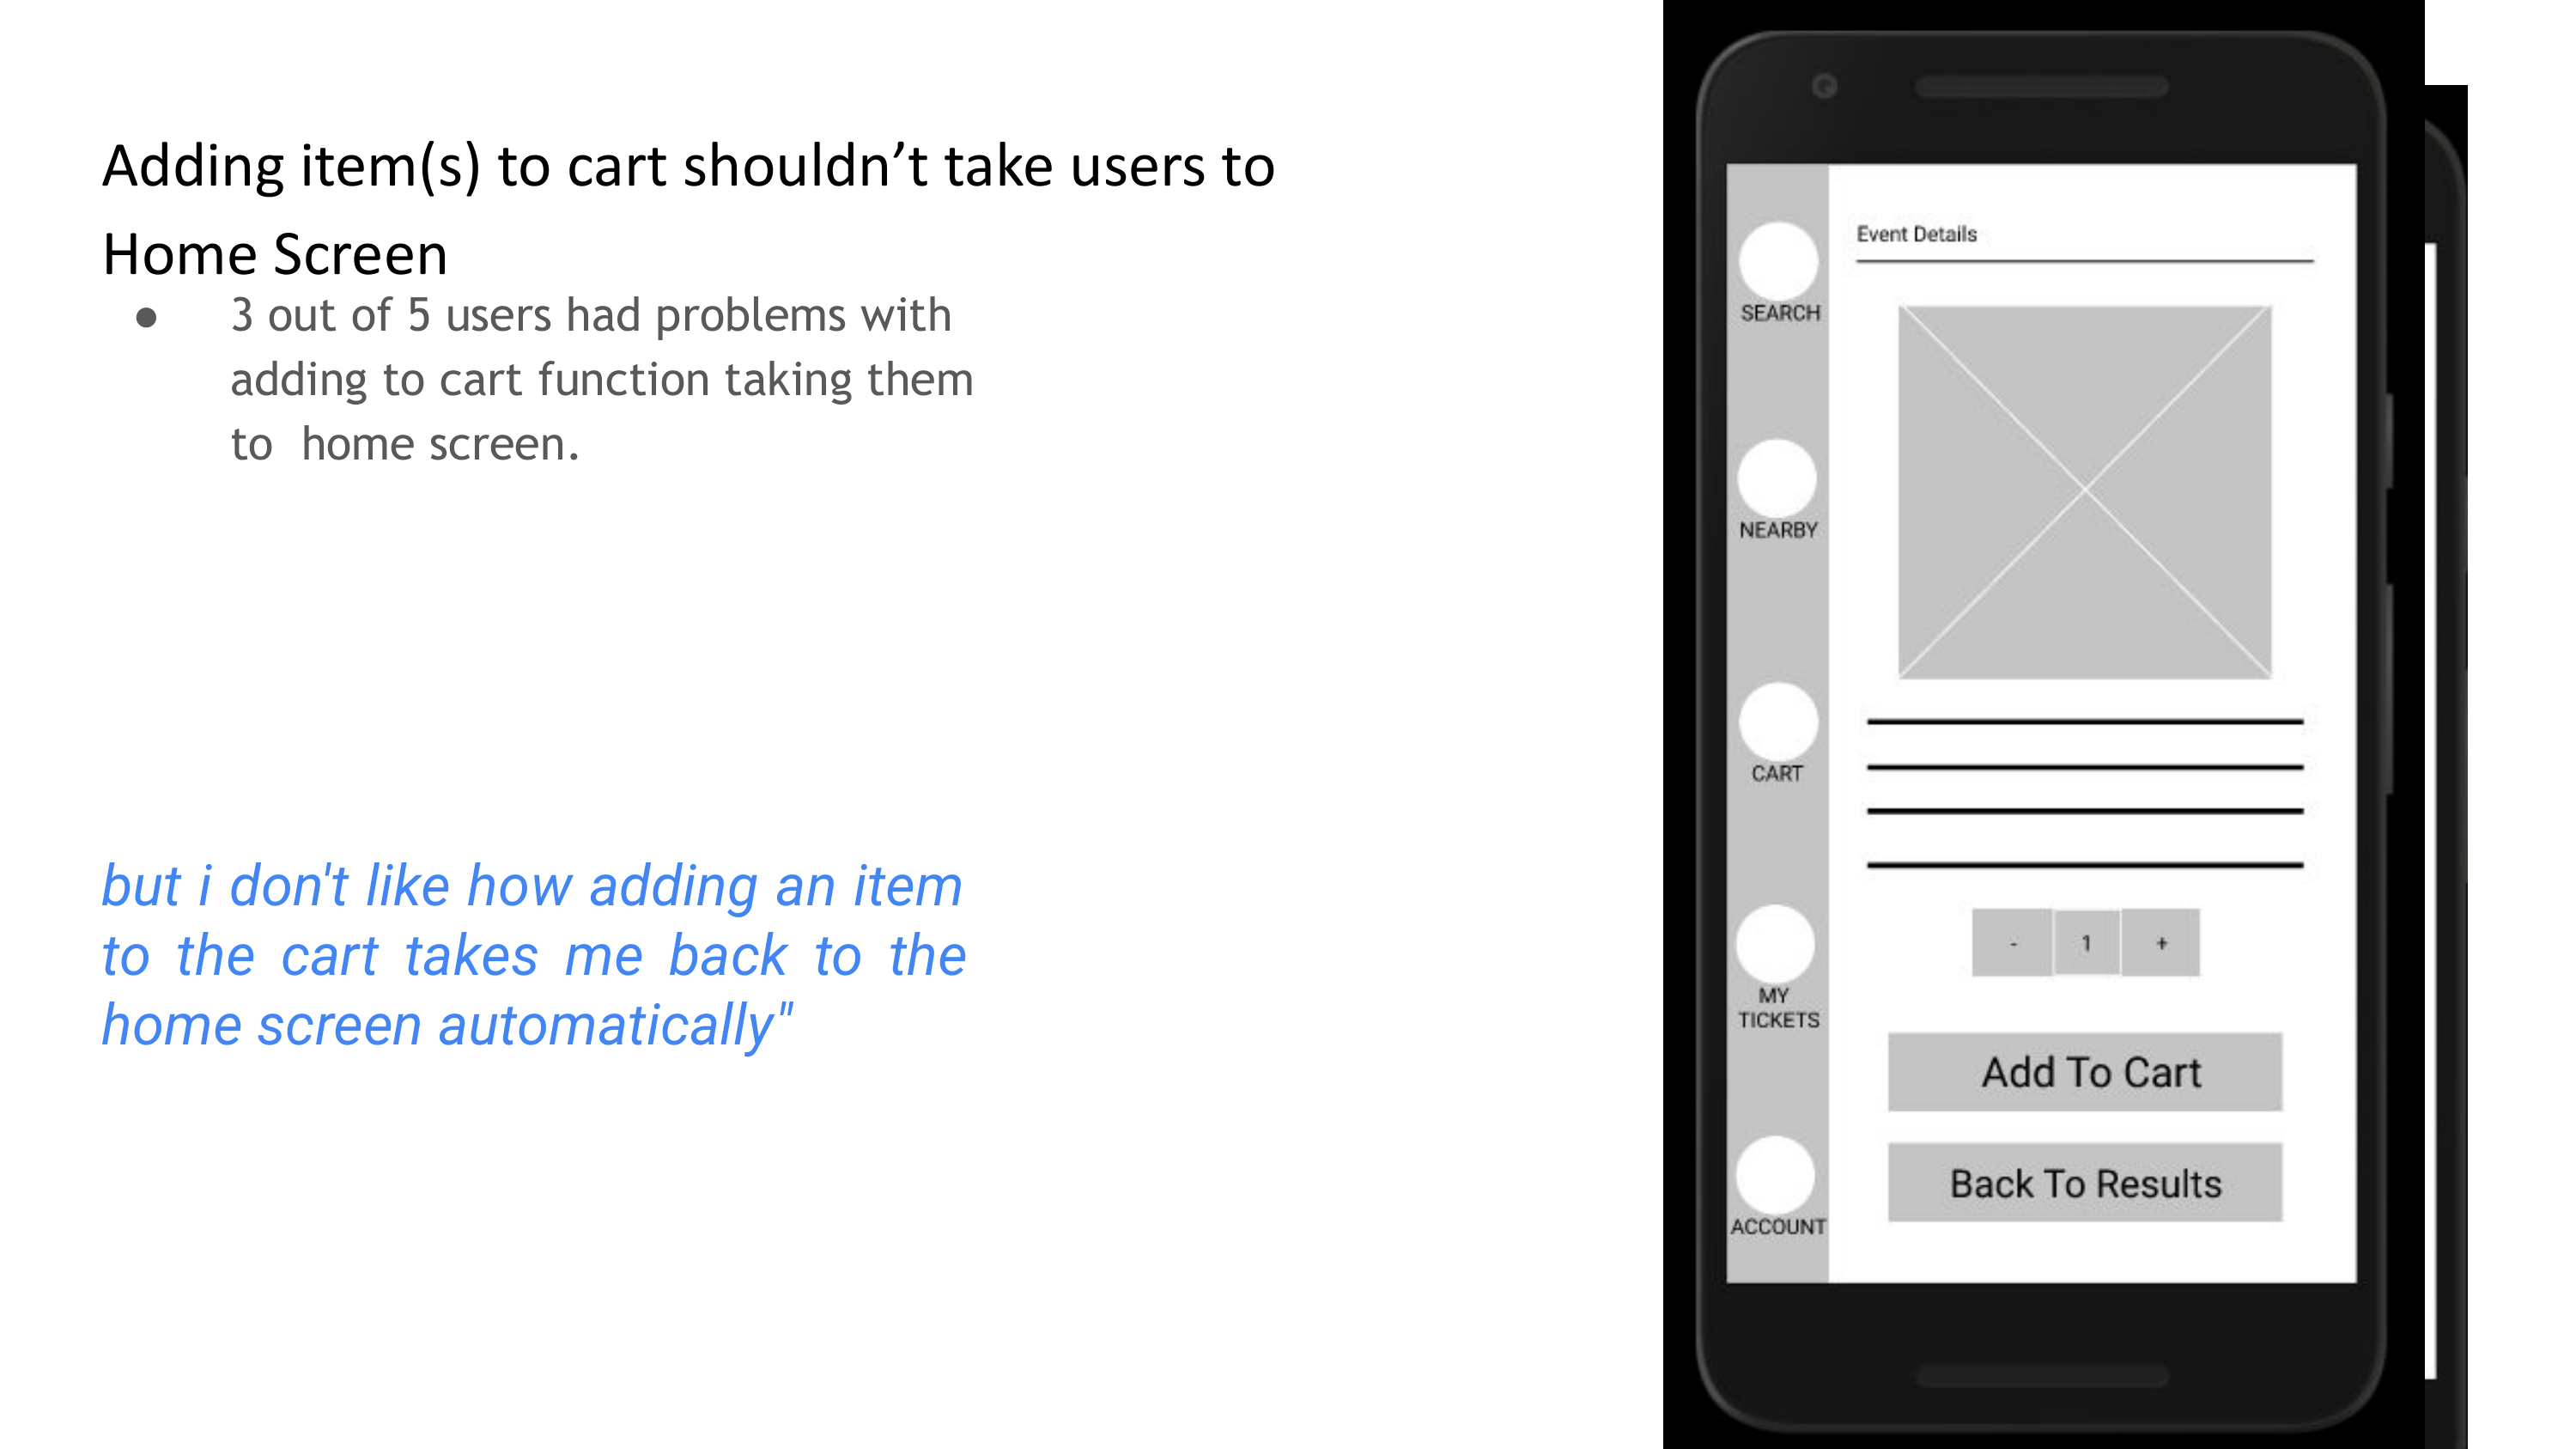 Adding item(s) to cart shouldn’t take users to
Home Screen
● 3 out of 5 users had problems with
adding to cart function taking them
to  home screen.
but i don't like how adding an item
to the cart takes me back to the
home screen automatically"
Event Details
SEARCH
NEARBY
CART
MY
TICKETS
ACCOUNT
- 1 +
Add To Cart
Back To Results